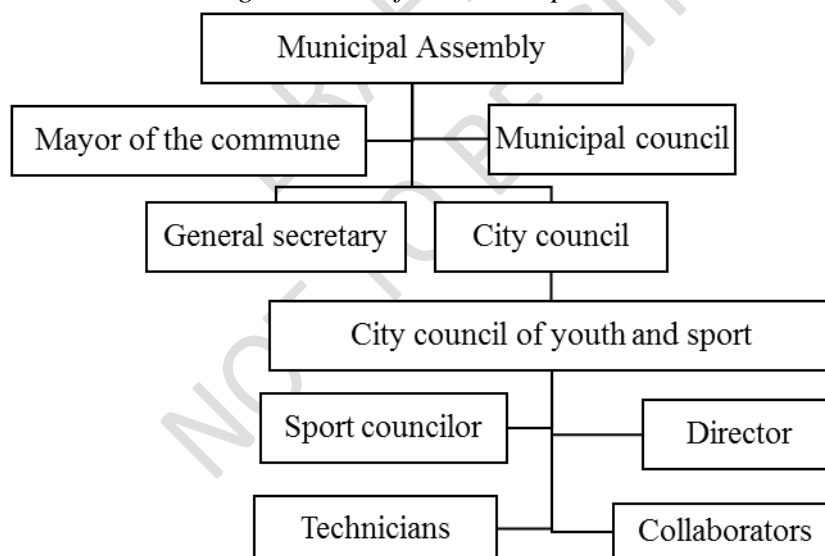 Municipal Assembly
Mayor of the commune
Municipal council
General secretary
City council
City council of youth and sport
Sport councilor
Director
Technicians
Collaborators